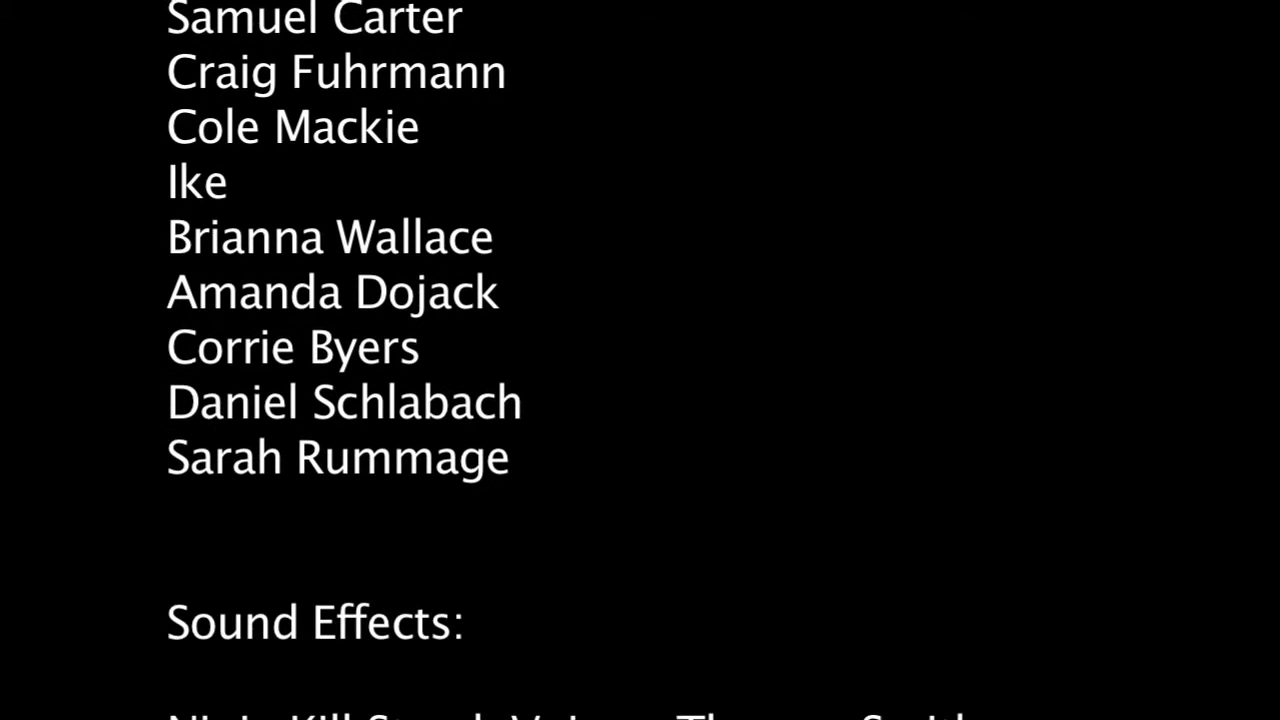 Samuel Carter
Craig Fuhrmann
Cole Mackie
Ike
Brianna Wallace
Amanda Dojack
Corrie Byers
Daniel Schlabach
Sarah Rummage
Sound Effects:
Kill